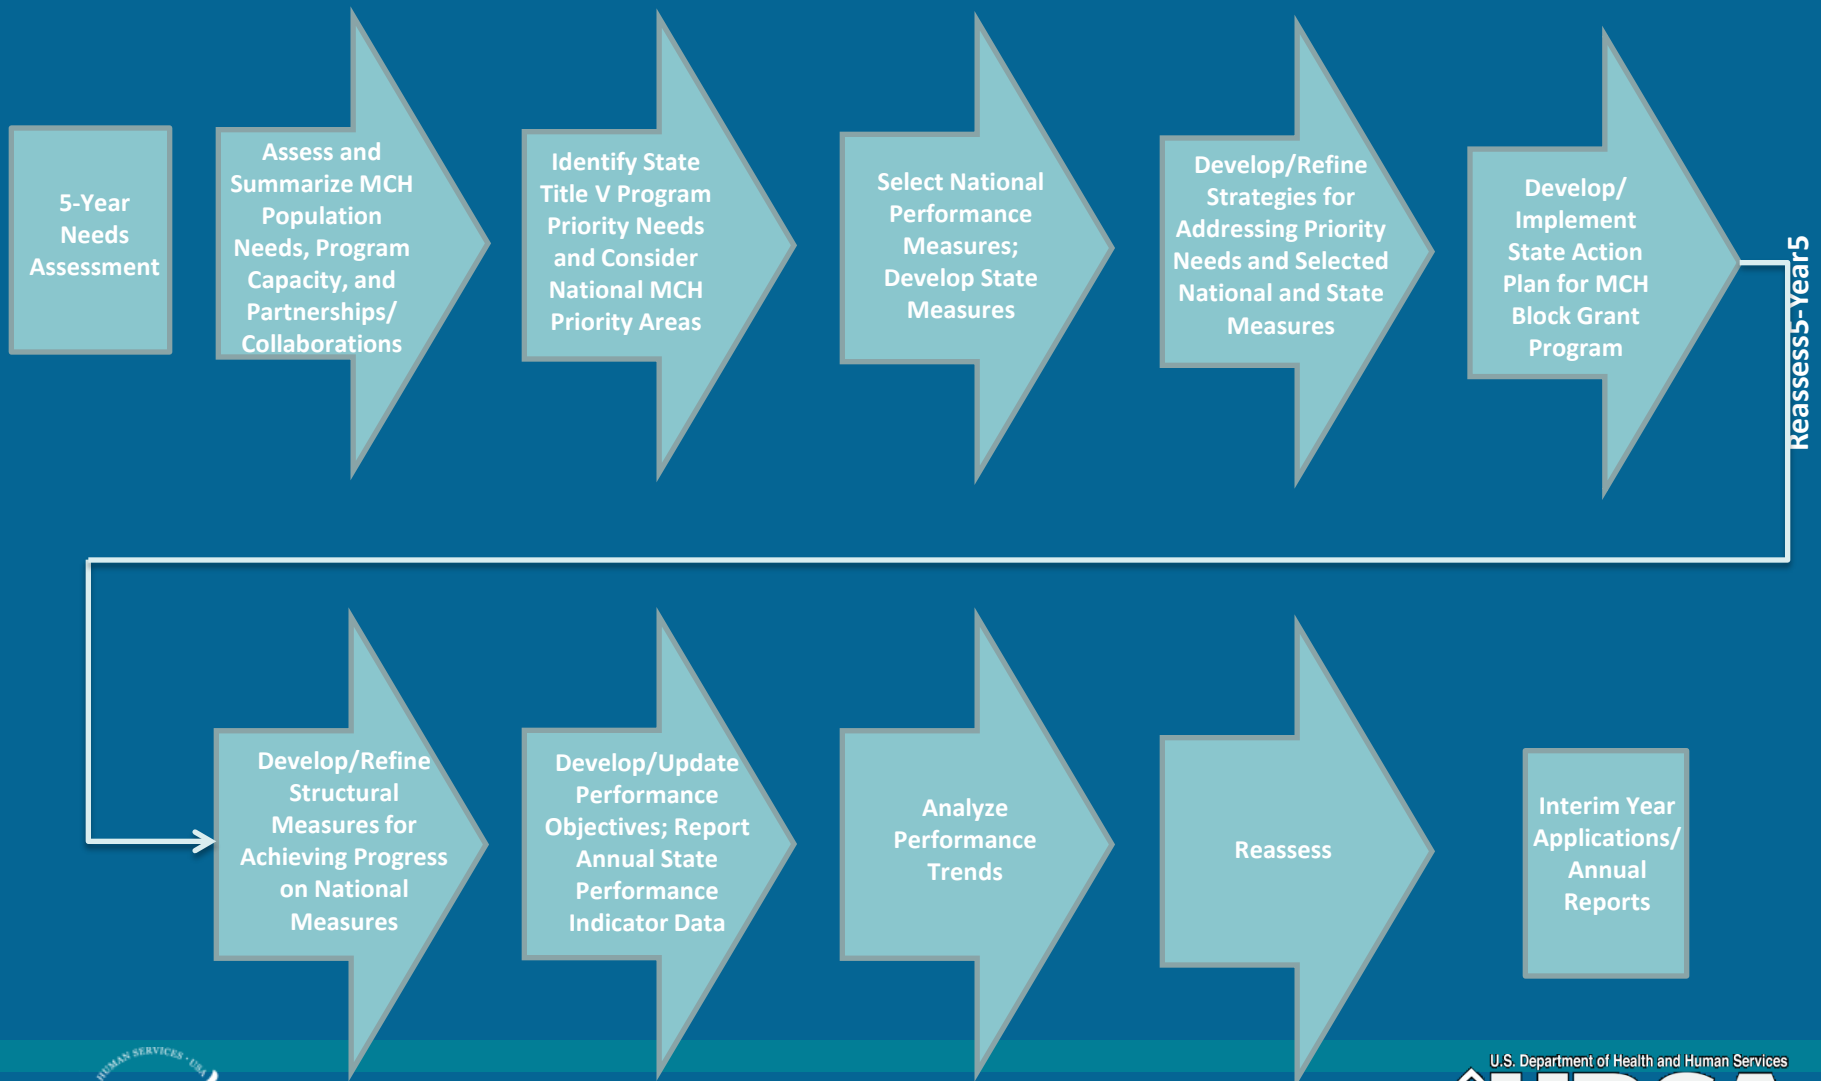 5-Year
Needs
Assessment
Assess and
Summarize MCH
Population
Needs, Program
Capacity, and
Partnerships/
Collaborations
Identify State
Title V Program
Priority Needs
and Consider
National MCH
Priority Areas
Select National
Performance
Measures;
Develop State
Measures
Develop/Refine
Strategies for
Addressing Priority
Needs and Selected
National and State
Measures
Develop/
Implement
State Action
Plan for MCH
Block Grant
Program
Reassess5-Year5
Develop/Refine
Structural
Measures for
Achieving Progress
on National
Measures
Develop/Update
Performance
Objectives; Report
Annual State
Performance
Indicator Data
Analyze
Performance
Trends
Reassess
Interim Year
Applications/
Annual
Reports
HUMAN SERVICES · USA
U.S. Department of Health and Human Services